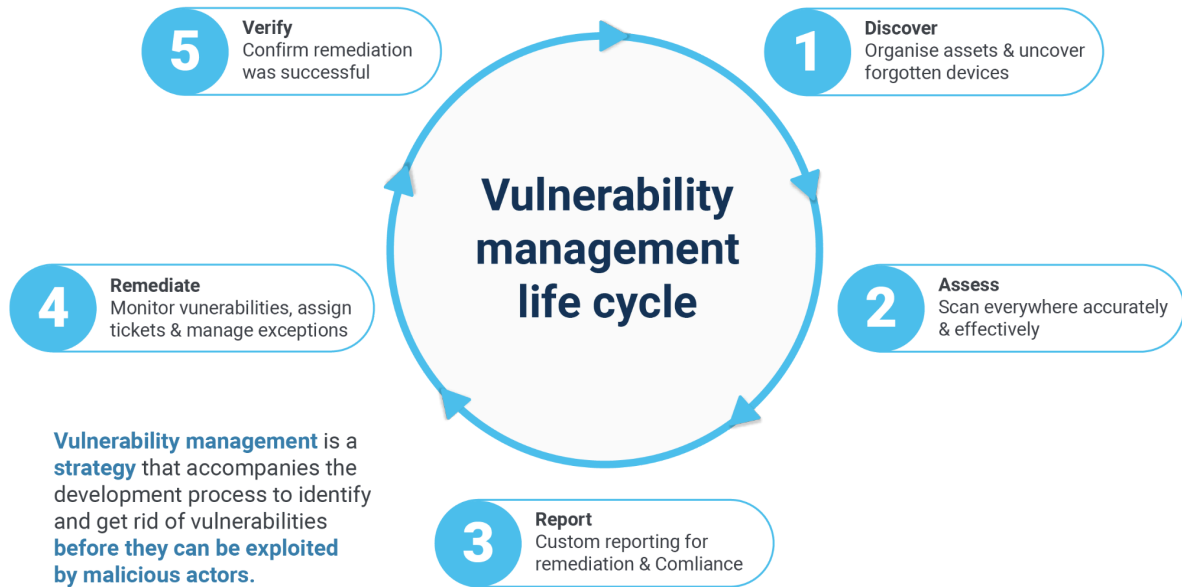 Vulnerability
management
life cycle
1
Discover
Organise assets & uncover
forgotten devices
2
Assess
Scan everywhere accurately
& effectively
3
Report
Custom reporting for
remediation & Comliance
4
Remediate
Monitor vunerabilities, assign
tickets & manage exceptions
5
Verify
Confirm remediation
was successful
Vulnerability management is a
strategy that accompanies the
development process to identify
and get rid of vulnerabilities
before they can be exploited
by malicious actors.